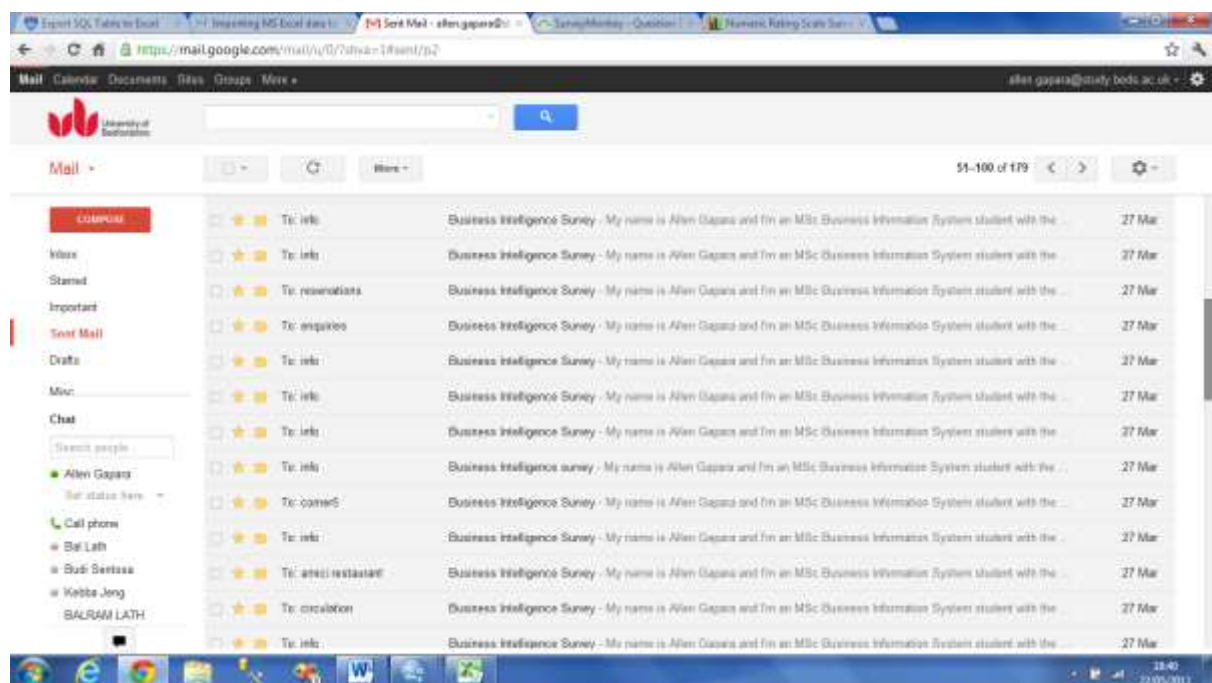 Export SQL Table to Excel
Importing MS Excel data to
Sent Mail - allen.gapara@
SurveyMonkey - Question
Numeric Rating Scale
https://mail.google.com/mail/u/0/?shva=1#sent/p2
Mail Calendar Documents Sites Groups More
allen.gapara@study.beds.ac.uk
University of
Bedfordshire
Mail
More
51–100 of 179
COMPOSE
Inbox
Starred
Important
Sent Mail
Drafts
Misc
Chat
Search people
Allen Gapara
Set status here
Call phone
Bal Lath
Budi Santosa
Kebba Jeng
BALRAM LATH
To: info Business Intelligence Survey - My name is Allen Gapara and I'm an MSc Business Information System student with the ... 27 Mar
To: info Business Intelligence Survey - My name is Allen Gapara and I'm an MSc Business Information System student with the ... 27 Mar
To: reservations Business Intelligence Survey - My name is Allen Gapara and I'm an MSc Business Information System student with the ... 27 Mar
To: enquiries Business Intelligence Survey - My name is Allen Gapara and I'm an MSc Business Information System student with the ... 27 Mar
To: info Business Intelligence Survey - My name is Allen Gapara and I'm an MSc Business Information System student with the ... 27 Mar
To: info Business Intelligence Survey - My name is Allen Gapara and I'm an MSc Business Information System student with the ... 27 Mar
To: info Business Intelligence Survey - My name is Allen Gapara and I'm an MSc Business Information System student with the ... 27 Mar
To: info Business Intelligence survey - My name is Allen Gapara and I'm an MSc Business Information System student with the ... 27 Mar
To: corner5 Business Intelligence Survey - My name is Allen Gapara and I'm an MSc Business Information System student with the ... 27 Mar
To: info Business Intelligence Survey - My name is Allen Gapara and I'm an MSc Business Information System student with the ... 27 Mar
To: amici restaurant Business Intelligence Survey - My name is Allen Gapara and I'm an MSc Business Information System student with the ... 27 Mar
To: circulation Business Intelligence Survey - My name is Allen Gapara and I'm an MSc Business Information System student with the ... 27 Mar
To: info Business Intelligence Survey - My name is Allen Gapara and I'm an MSc Business Information System student with the ... 27 Mar